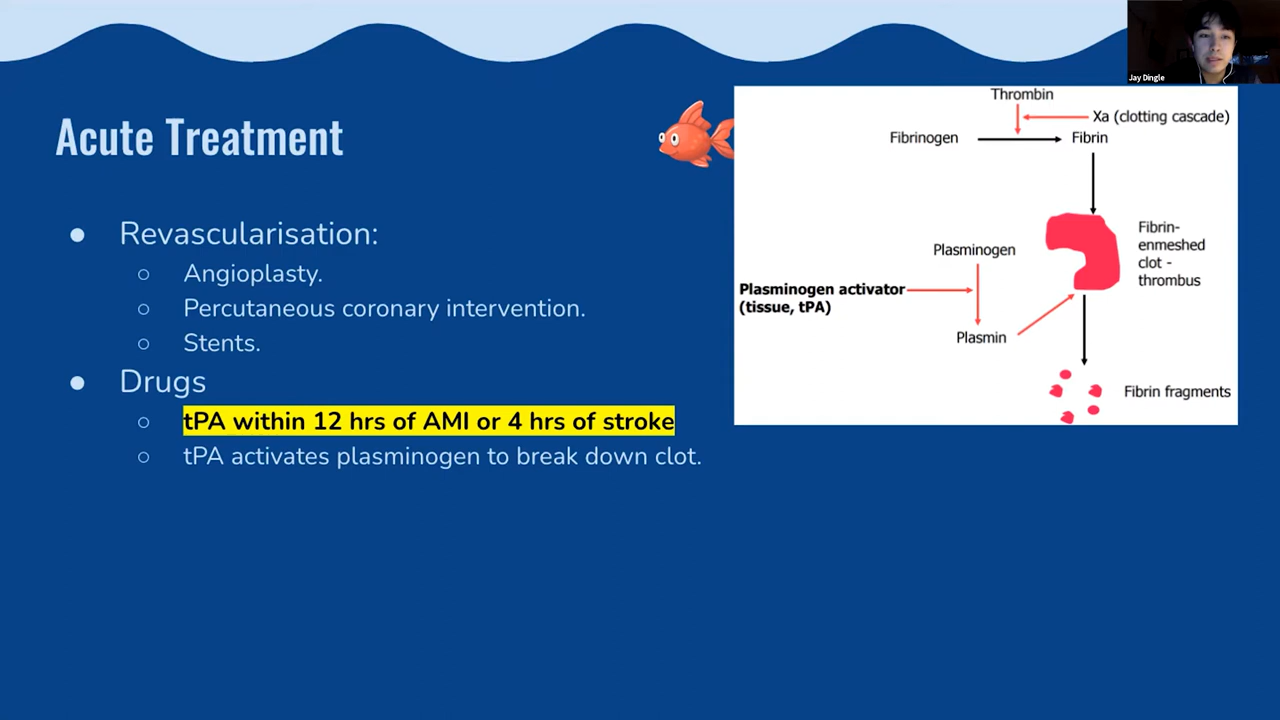 Jay Dingle
Acute Treatment
● Revascularisation:
○ Angioplasty.
○ Percutaneous coronary intervention.
○ Stents.
● Drugs
○ tPA within 12 hrs of AMI or 4 hrs of stroke
○ tPA activates plasminogen to break down clot.
Thrombin
Xa (clotting cascade)
Fibrinogen
Fibrin
Fibrin-
enmeshed
clot -
thrombus
Plasminogen
Plasminogen activator
(tissue, tPA)
Plasmin
Fibrin fragments